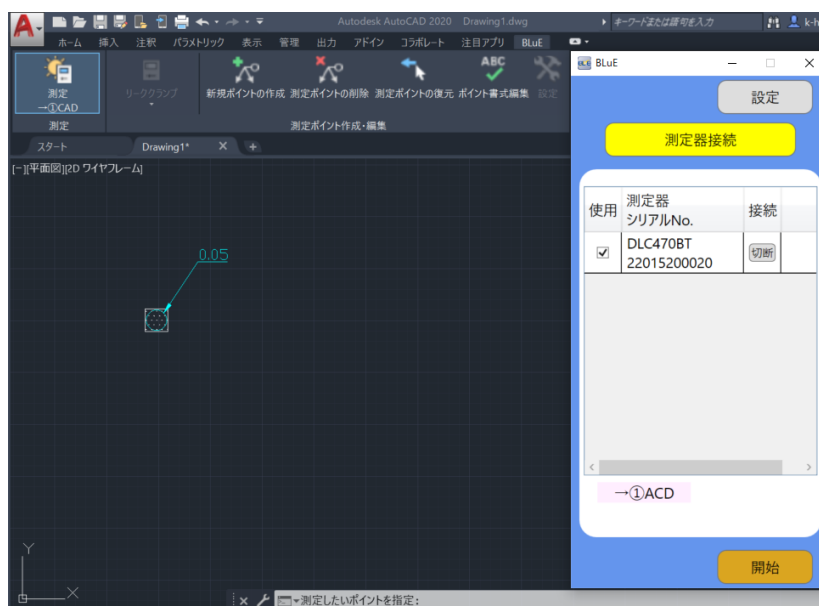 Autodesk AutoCAD 2020 Drawing1.dwg
キーワードまたは語句を入力
k-h
ホーム 挿入 注釈 パラメトリック 表示 管理 出力 アドイン コラボレート 注目アプリ BLuE
測定
→①CAD
リーククランプ
新規ポイントの作成 測定ポイントの削除 測定ポイントの復元 ポイント書式編集 設定
ABC
測定
測定ポイント作成・編集
スタート Drawing1* X +
[-][平面図][2D ワイヤフレーム]
0.05
Y
X
測定したいポイントを指定:
BLuE
設定
測定器接続
使用 測定器 接続
シリアルNo.
DLC470BT 切断
22015200020
→①ACD
開始